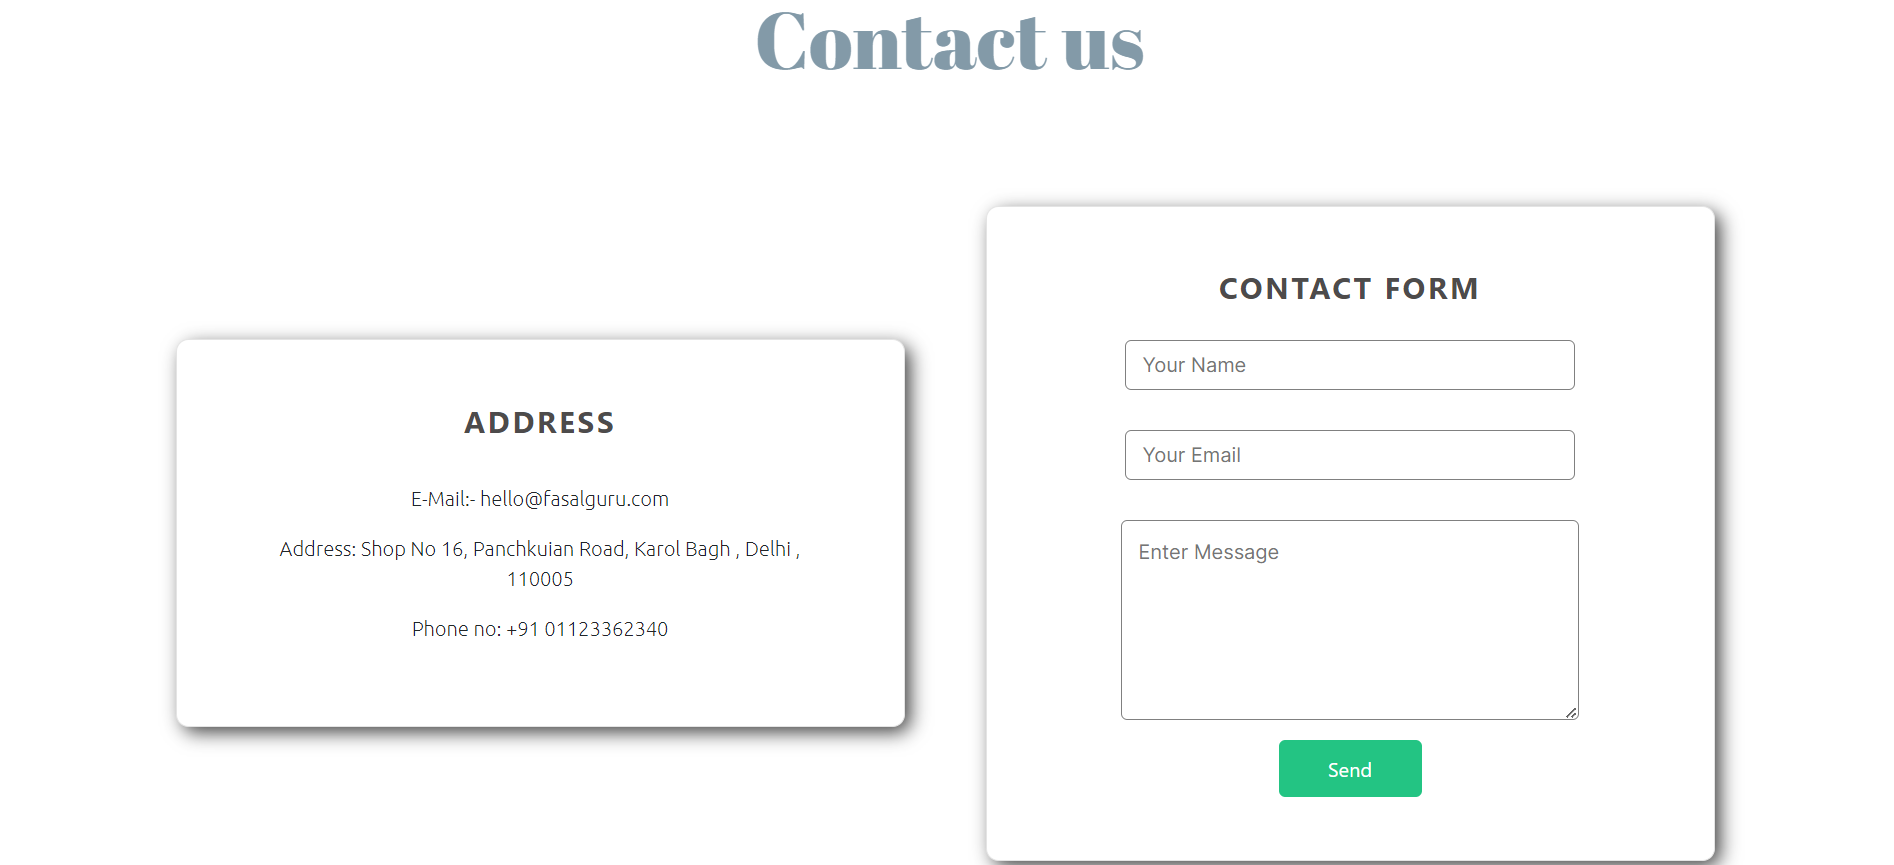 Contact us
ADDRESS
E-Mail:- hello@fasalguru.com
Address: Shop No 16, Panchkuian Road, Karol Bagh , Delhi ,
110005
Phone no: +91 01123362340
CONTACT FORM
Your Name
Your Email
Enter Message
Send